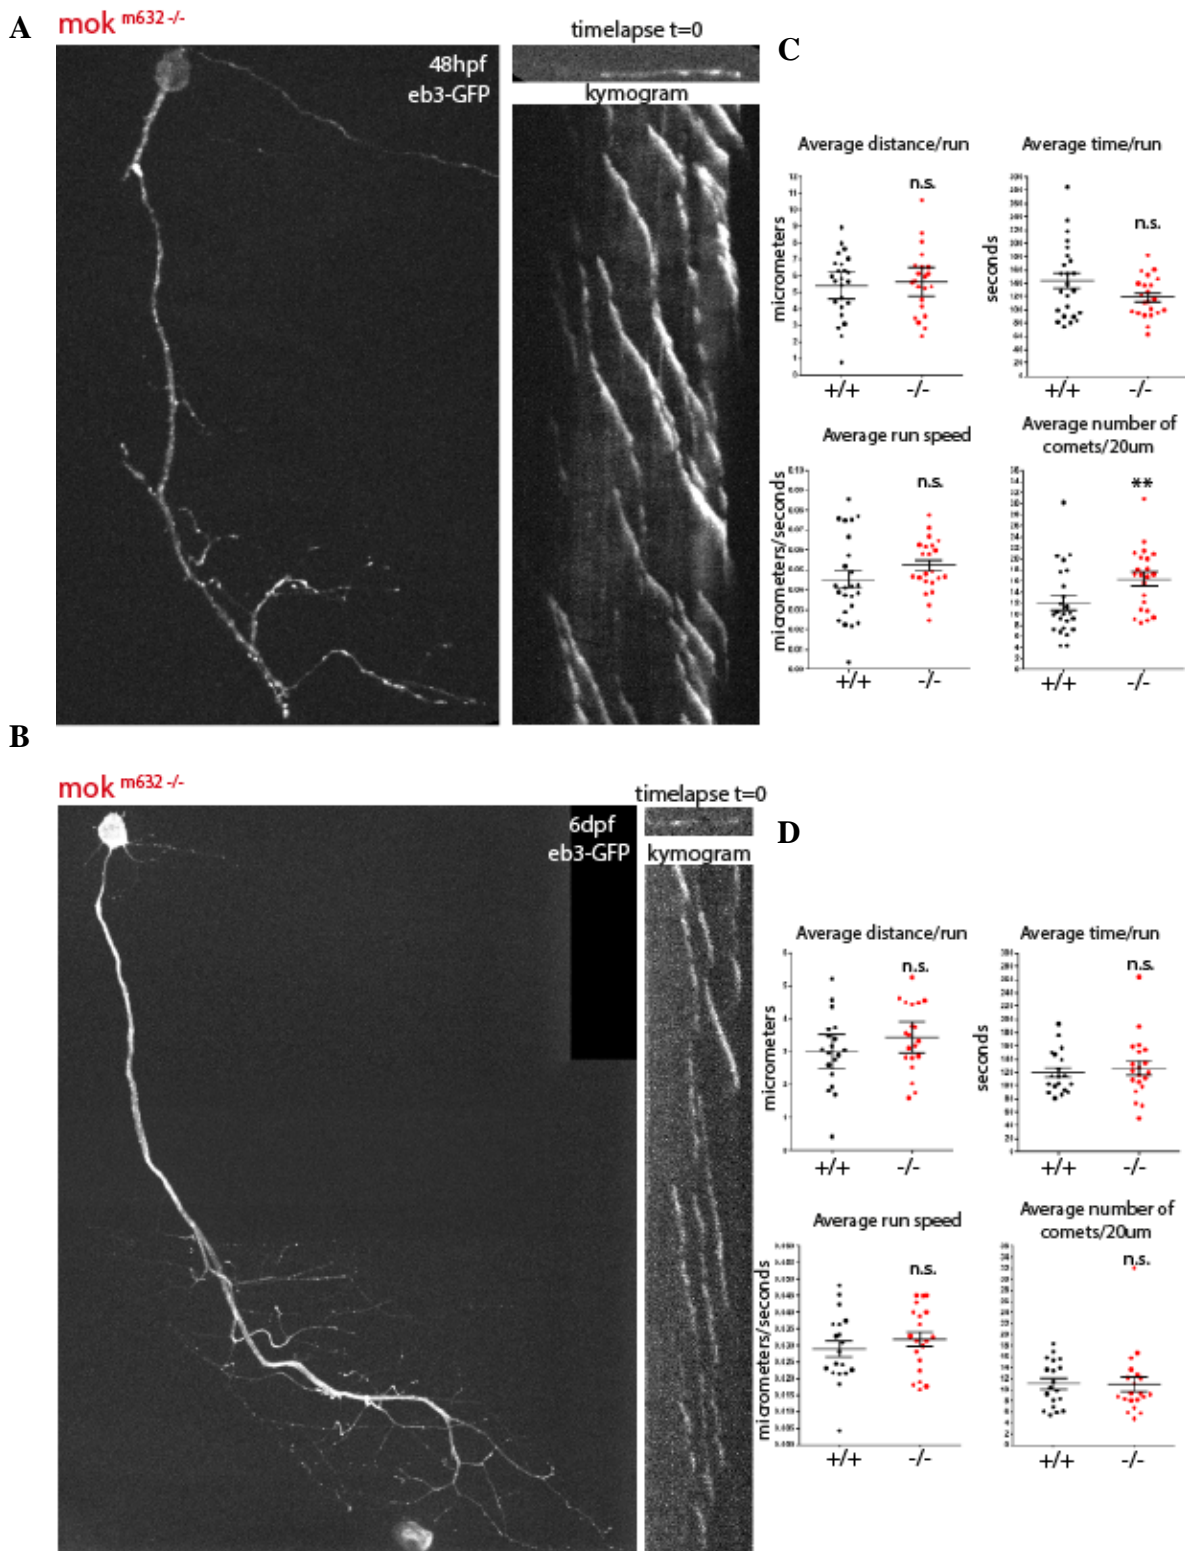 A
mok m632 -/-
48hpf
eb3-GFP
timelapse t=0
kymogram
C
Average distance/run
n.s.
micrometers
+/+
-/-
Average time/run
n.s.
seconds
+/+
-/-
Average run speed
n.s.
micrometers/seconds
+/+
-/-
Average number of
comets/20um
**
+/+
-/-
B
mok m632 -/-
6dpf
eb3-GFP
timelapse t=0
kymogram
D
Average distance/run
n.s.
micrometers
+/+
-/-
Average time/run
n.s.
seconds
+/+
-/-
Average run speed
n.s.
micrometers/seconds
+/+
-/-
Average number of
comets/20um
n.s.
+/+
-/-